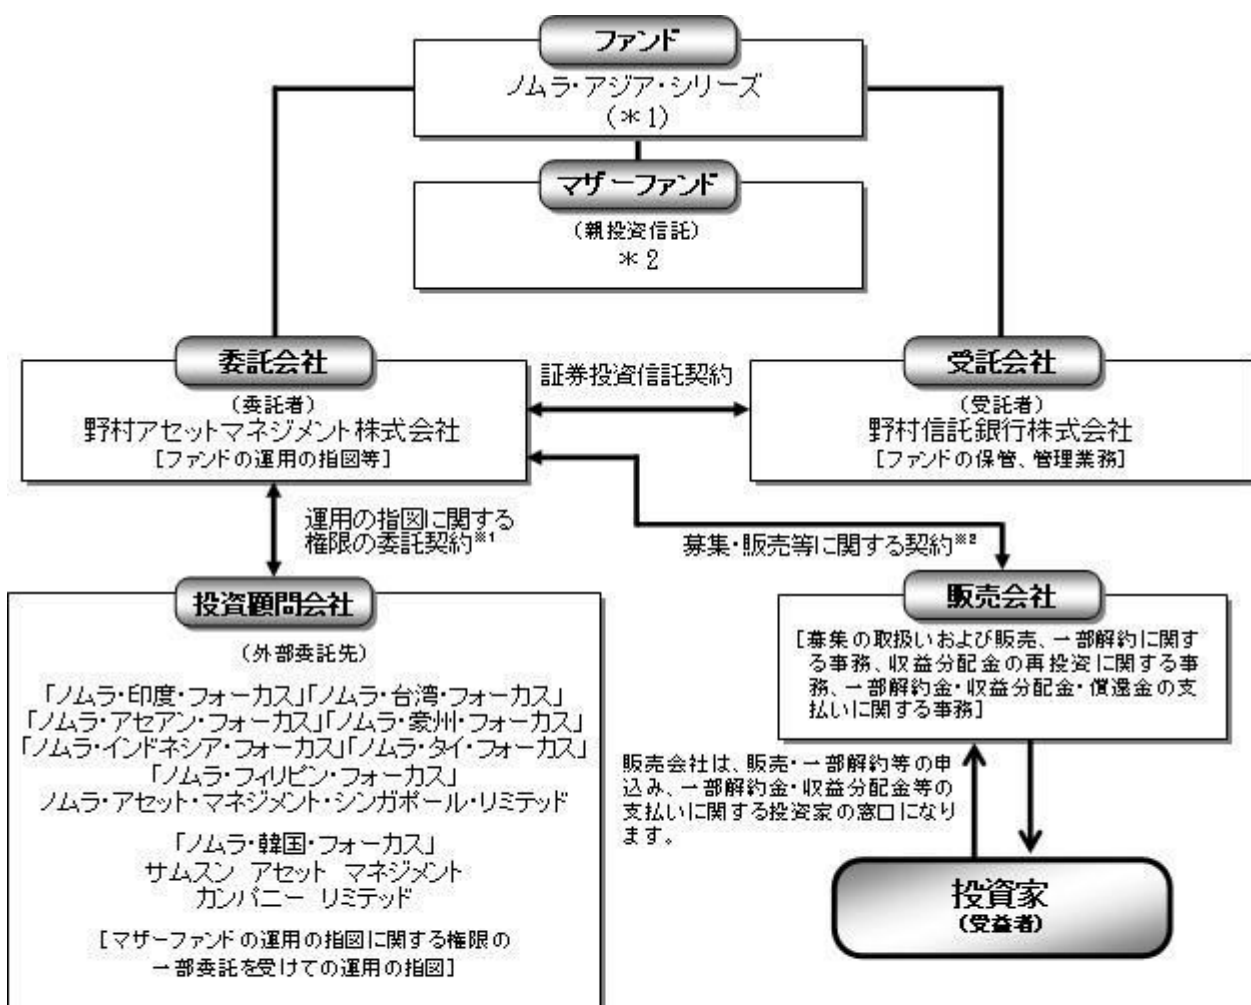 ファンド
ノムラ・アジア・シリーズ
(＊1)
マザーファンド
(親投資信託)
＊2
委託会社
(委託者)
野村アセットマネジメント株式会社
[ファンドの運用の指図等]
証券投資信託契約
受託会社
(受託者)
野村信託銀行株式会社
[ファンドの保管、管理業務]
運用の指図に関する
権限の委託契約※1
募集・販売等に関する契約※2
投資顧問会社
(外部委託先)
「ノムラ・印度・フォーカス」「ノムラ・台湾・フォーカス」
「ノムラ・アセアン・フォーカス」「ノムラ・豪州・フォーカス」
「ノムラ・インドネシア・フォーカス」「ノムラ・タイ・フォーカス」
「ノムラ・フィリピン・フォーカス」
ノムラ・アセット・マネジメント・シンガポール・リミテッド
「ノムラ・韓国・フォーカス」
サムスン アセット マネジメント
カンパニー リミテッド
[マザーファンドの運用の指図に関する権限の
一部委託を受けての運用の指図]
販売会社
[募集の取扱いおよび販売、一部解約に関す
る事務、収益分配金の再投資に関する事
務、一部解約金・収益分配金・償還金の支
払いに関する事務]
販売会社は、販売・一部解約等の申
込み、一部解約金・収益分配金等の
支払いに関する投資家の窓口になり
ます。
投資家
(受益者)